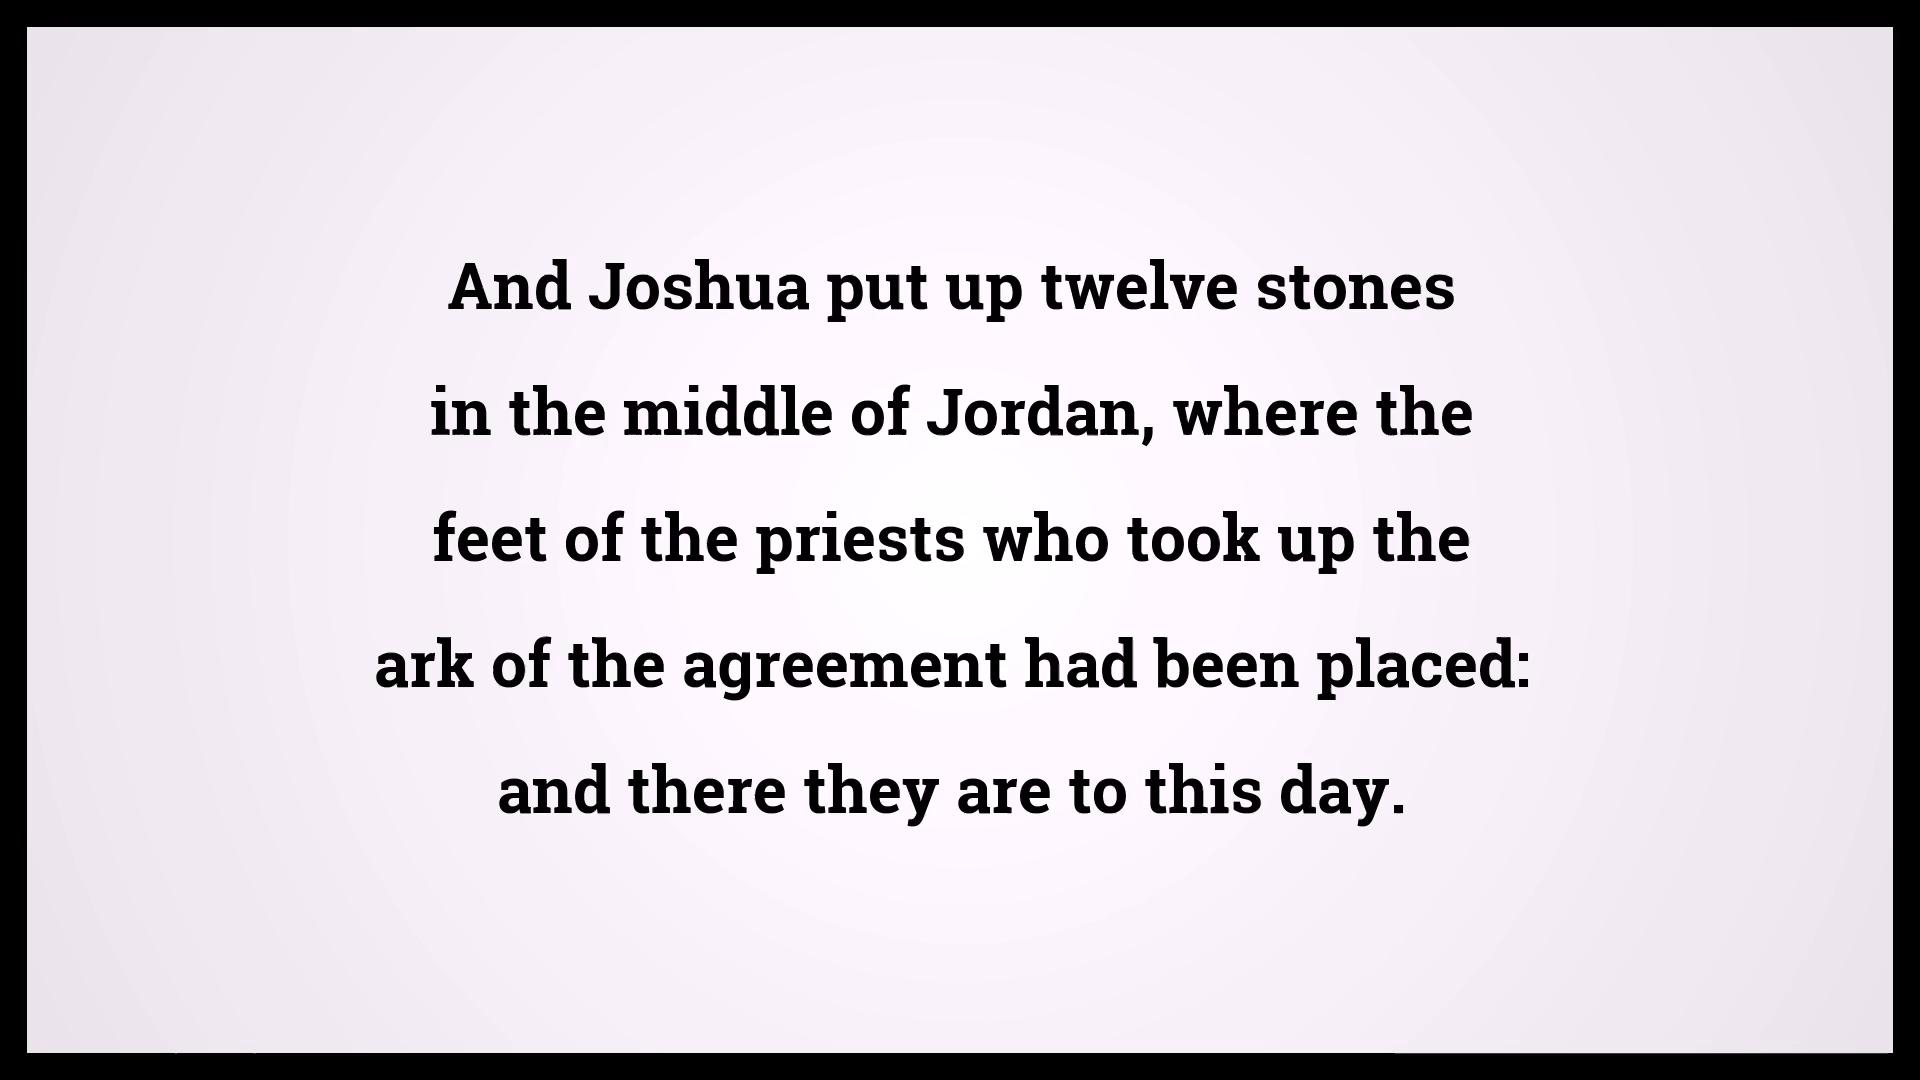 And Joshua put up twelve stones
in the middle of Jordan, where the
feet of the priests who took up the
ark of the agreement had been placed:
and there they are to this day.